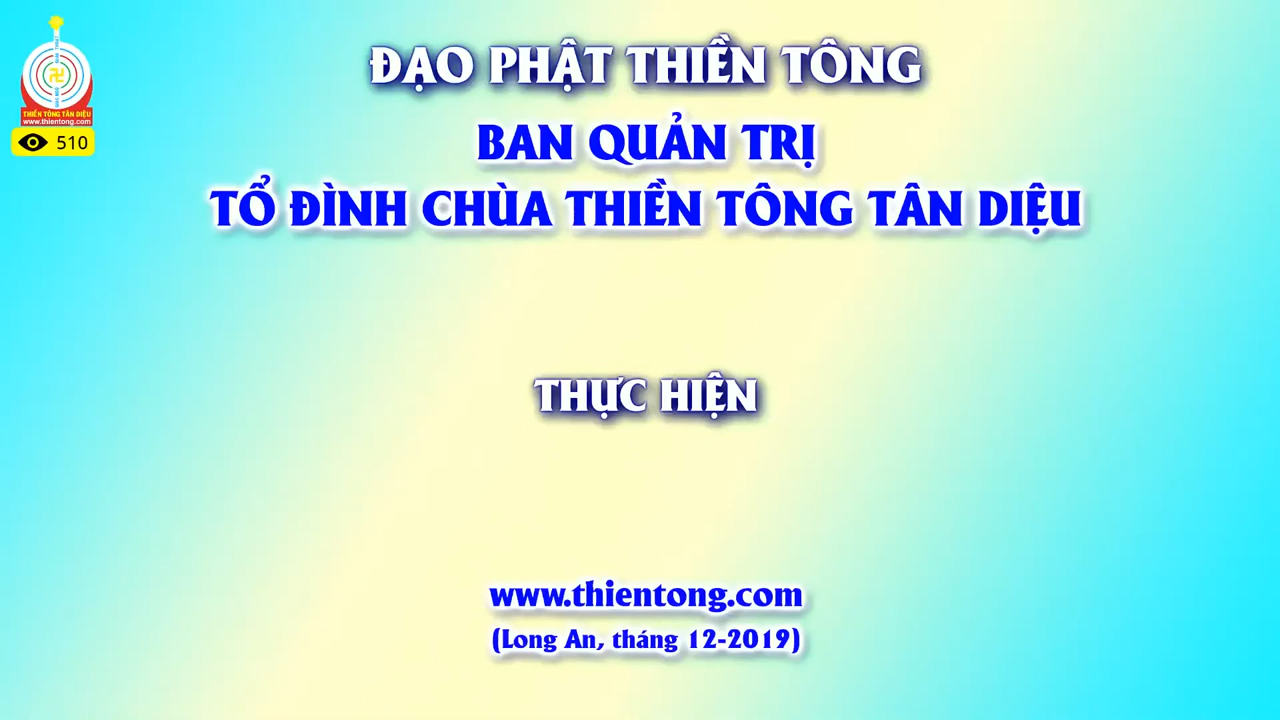 ĐẠO PHẬT THIỀN TÔNG
BAN QUẢN TRỊ
TỔ ĐÌNH CHÙA THIỀN TÔNG TÂN DIỆU
THIỀN TÔNG TÂN DIỆU
www.thientong.com
510
THỰC HIỆN
www.thientong.com
(Long An, tháng 12-2019)